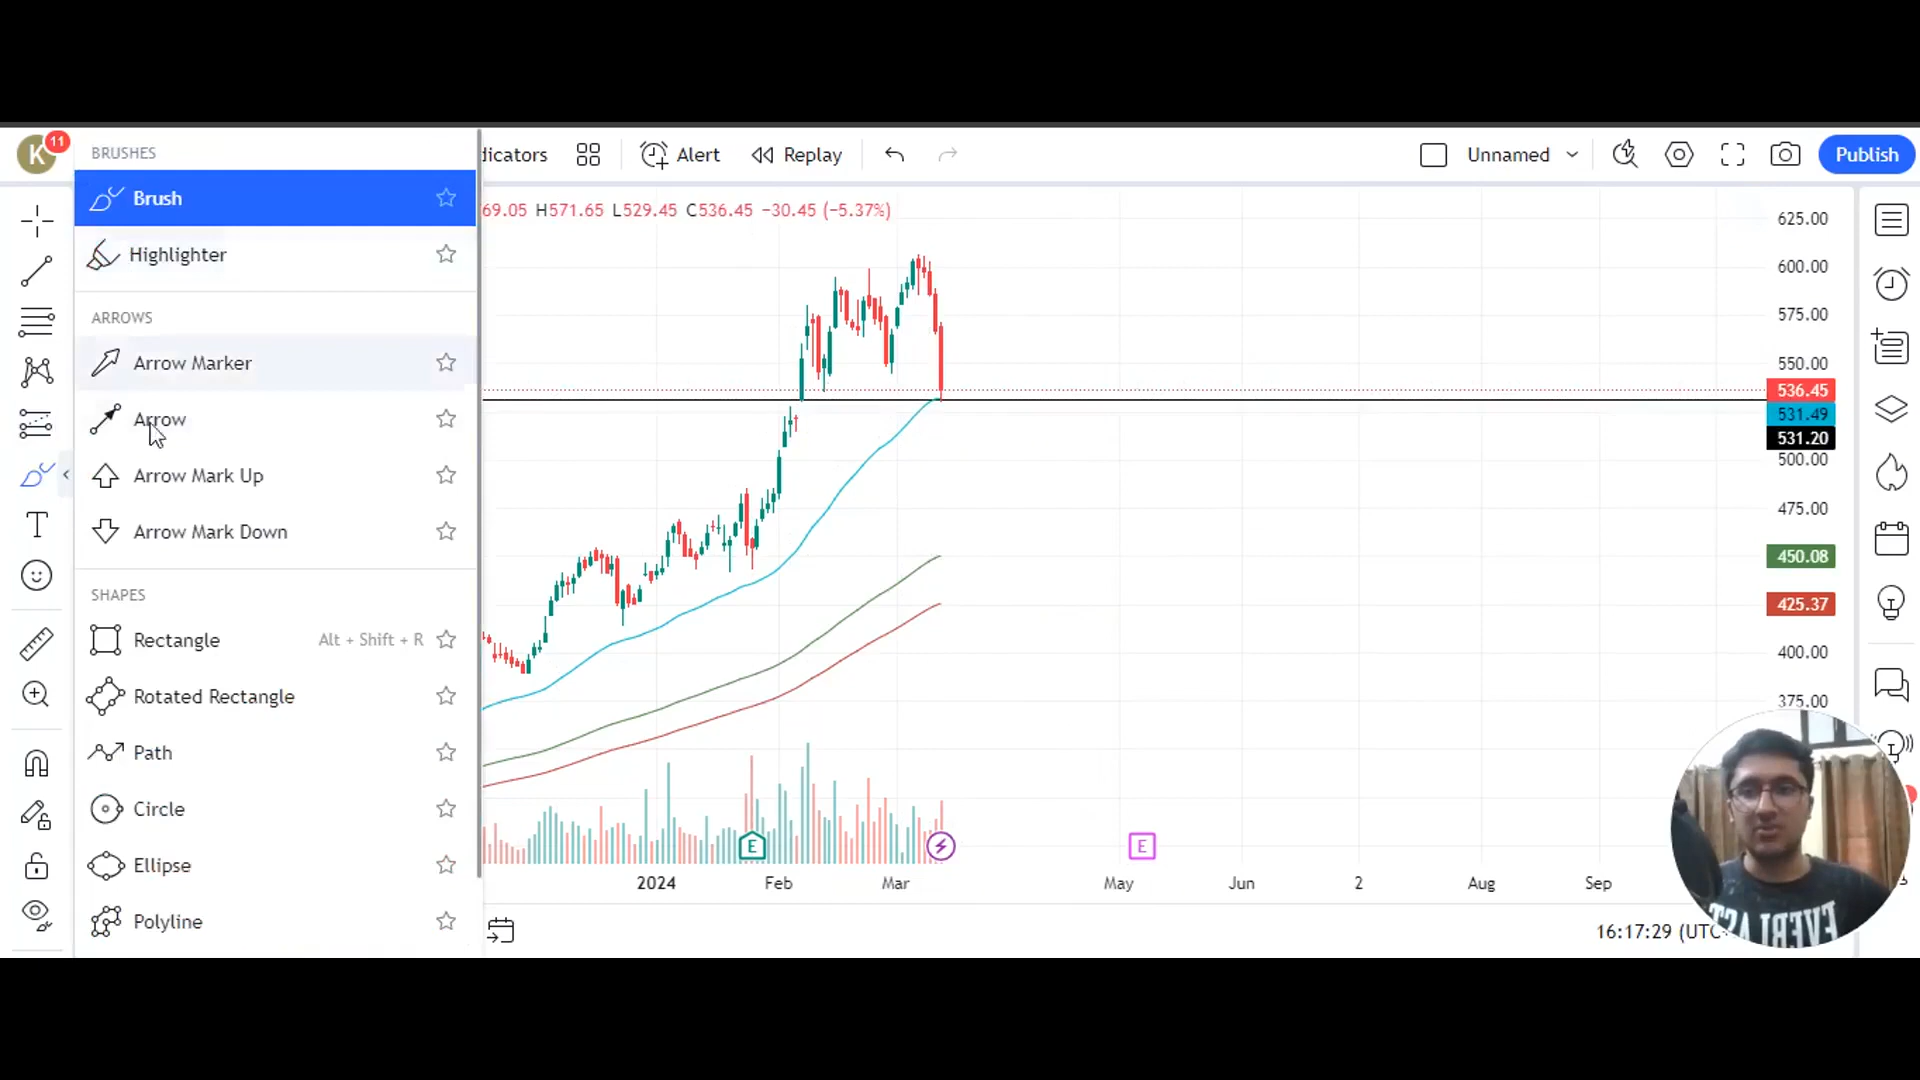 K 11
BRUSHES
dicators Alert Replay Unnamed Publish
Brush
69.05 H571.65 L529.45 C536.45 −30.45 (−5.37%)
Highlighter
ARROWS
Arrow Marker
Arrow
Arrow Mark Up
Arrow Mark Down
SHAPES
Rectangle Alt + Shift + R
Rotated Rectangle
Path
Circle
Ellipse
Polyline
625.00
600.00
575.00
550.00
536.45
531.49
531.20
500.00
475.00
450.08
425.37
400.00
375.00
E E
2024 Feb Mar May Jun 2 Aug Sep
16:17:29 (UTC
EVERLAST